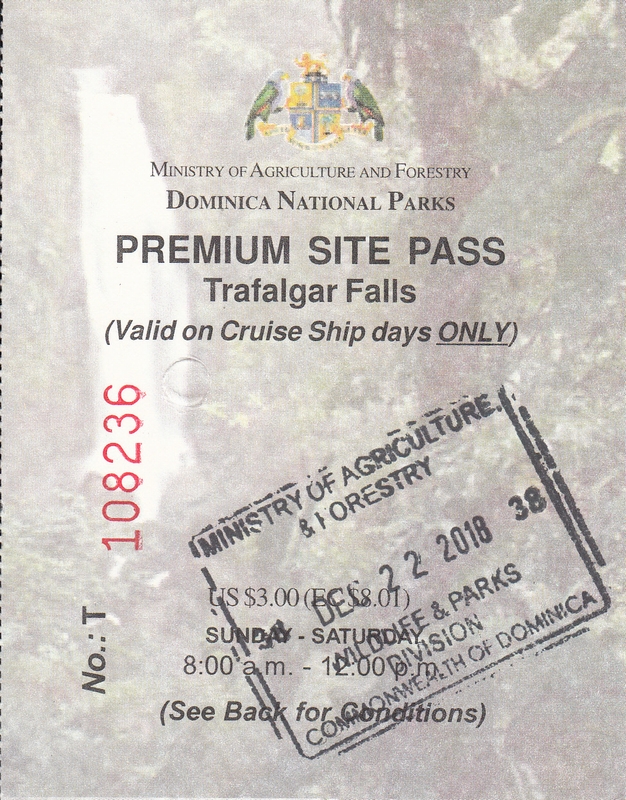 MINISTRY OF AGRICULTURE AND FORESTRY
DOMINICA NATIONAL PARKS
PREMIUM SITE PASS
Trafalgar Falls
(Valid on Cruise Ship days ONLY)
No.: T 108236
MINISTRY OF AGRICULTURE
& FORESTRY
DEC 22 2018 38
WILDLIFE & PARKS
DIVISION
COMMONWEALTH OF DOMINICA
US $3.00 (EC $8.01)
SUNDAY - SATURDAY
8:00 a.m. - 12:00 p.m.
(See Back for Conditions)